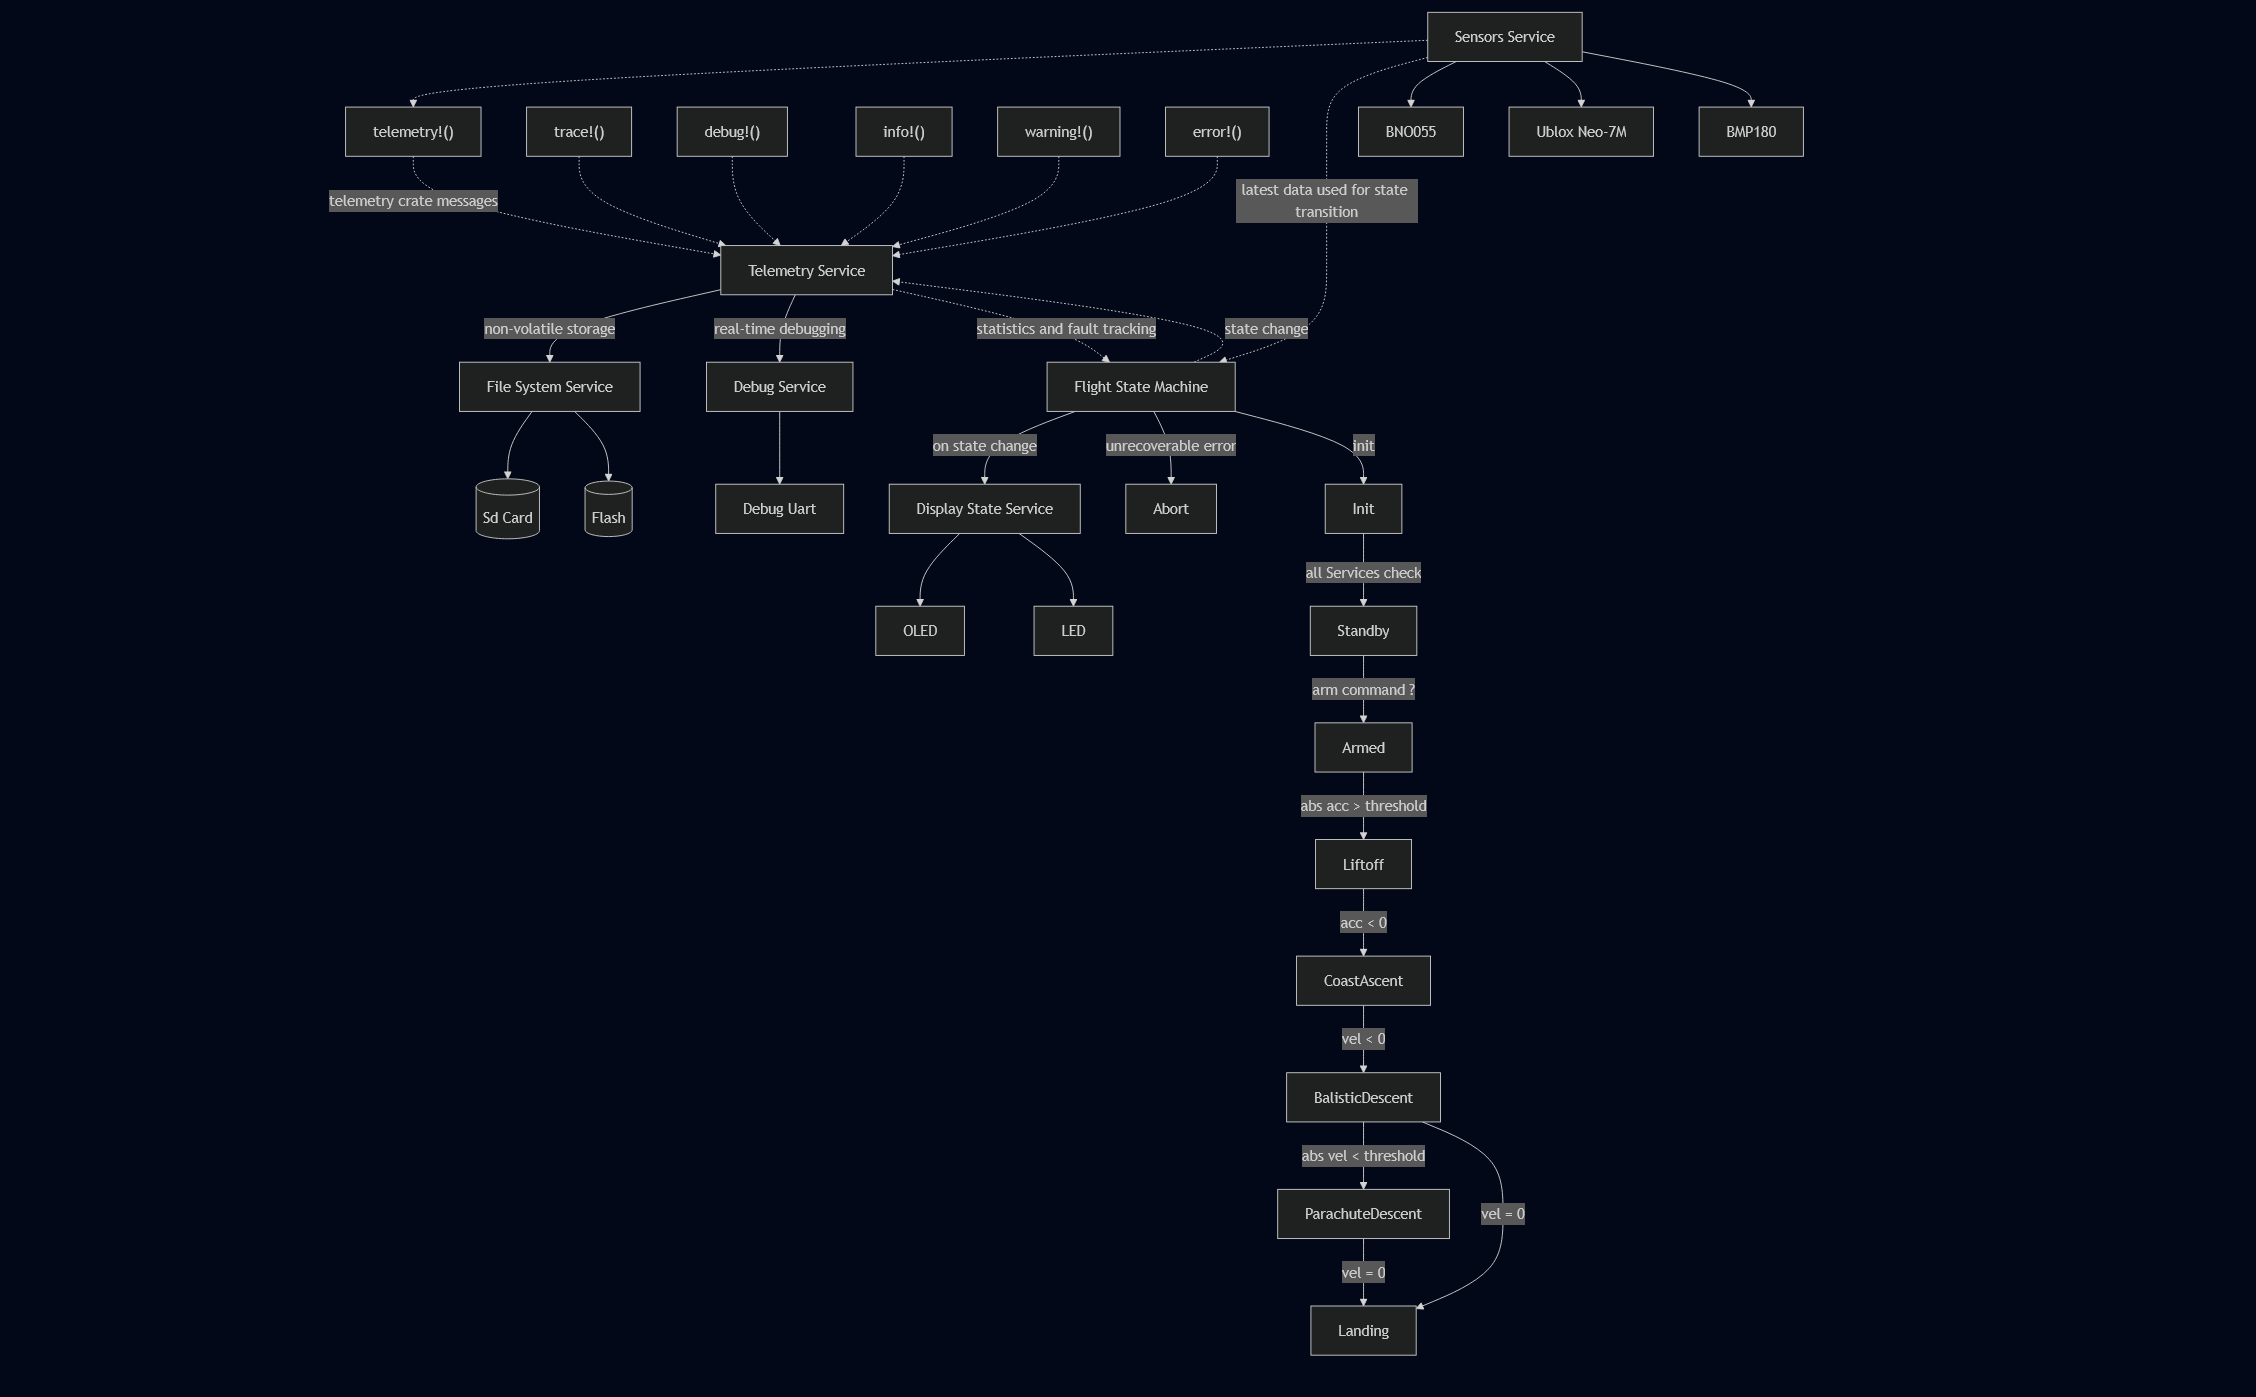 Sensors Service
telemetry!()
trace!()
debug!()
info!()
warning!()
error!()
BNO055
Ublox Neo-7M
BMP180
telemetry crate messages
latest data used for state
transition
Telemetry Service
non-volatile storage
real-time debugging
statistics and fault tracking
state change
File System Service
Debug Service
Flight State Machine
on state change
unrecoverable error
init
Sd Card
Flash
Debug Uart
Display State Service
Abort
Init
all Services check
OLED
LED
Standby
arm command ?
Armed
abs acc > threshold
Liftoff
acc < 0
CoastAscent
vel < 0
BalisticDescent
abs vel < threshold
ParachuteDescent
vel = 0
vel = 0
Landing